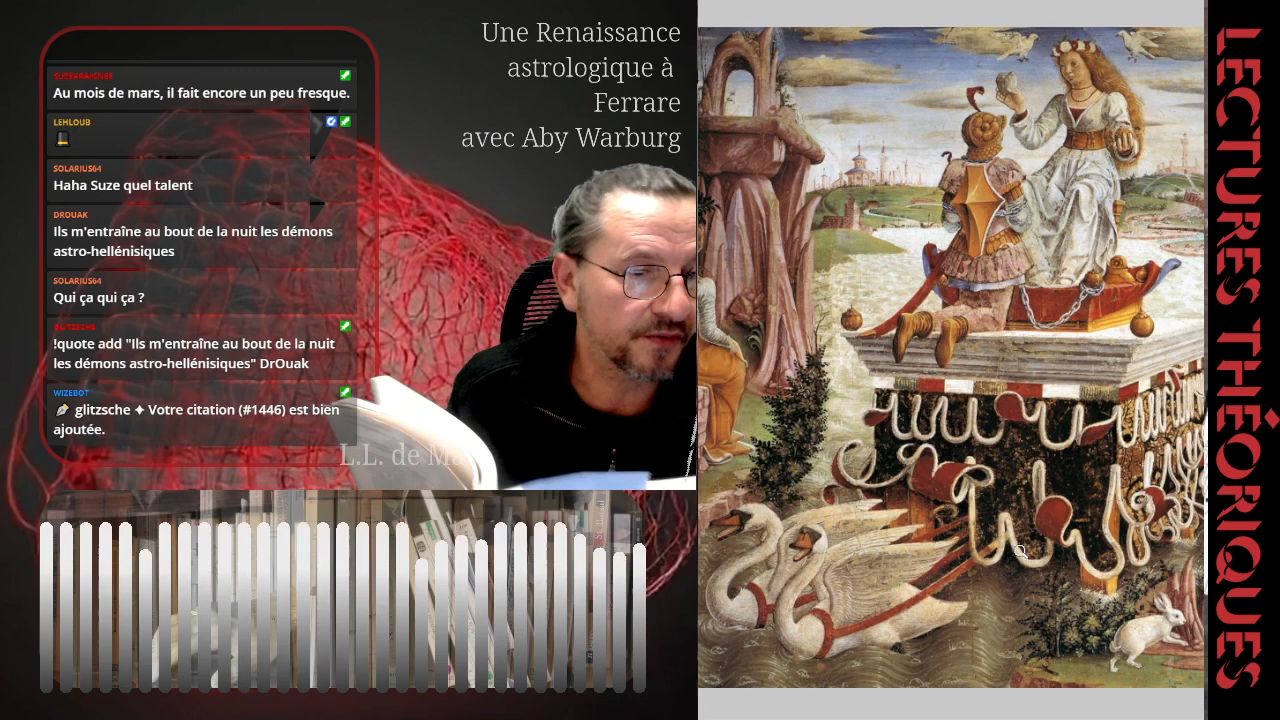 Une Renaissance
astrologique à
Ferrare
avec Aby Warburg
SUZEARAIGNEE
Au mois de mars, il fait encore un peu fresque.
LEHLOUB
SOLARIUS64
Haha Suze quel talent
DROUAK
Ils m'entraîne au bout de la nuit les démons
astro-hellénisiques
SOLARIUS64
Qui ça qui ça ?
GLITZSCHE
!quote add "Ils m'entraîne au bout de la nuit
les démons astro-hellénisiques" DrOuak
WIZEBOT
glitzsche ✦ Votre citation (#1446) est bien
ajoutée.
L.L. de
LECTURES THÉORIQUES